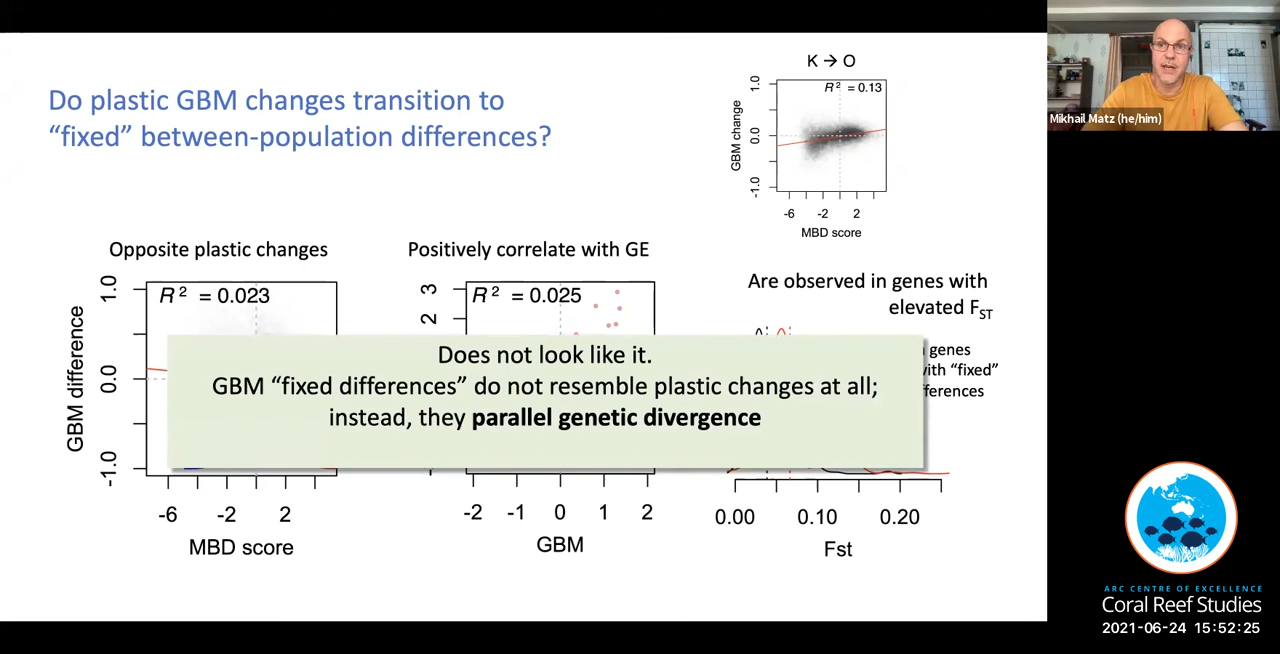 Do plastic GBM changes transition to
“fixed” between-population differences?
K → O
R² = 0.13
GBM change
1.0
0.0
-1.0
-6 -2 2
MBD score
Mikhail Matz (he/him)
Opposite plastic changes
R² = 0.023
GBM difference
1.0
0.0
-1.0
-6 -2 2
MBD score
Positively correlate with GE
R² = 0.025
3
2
-2 -1 0 1 2
GBM
Are observed in genes with
elevated FST
genes
with “fixed”
0.00 0.10 0.20
Fst
Does not look like it.
GBM “fixed differences” do not resemble plastic changes at all;
instead, they parallel genetic divergence
ARC CENTRE OF EXCELLENCE
Coral Reef Studies
2021-06-24 15:52:25